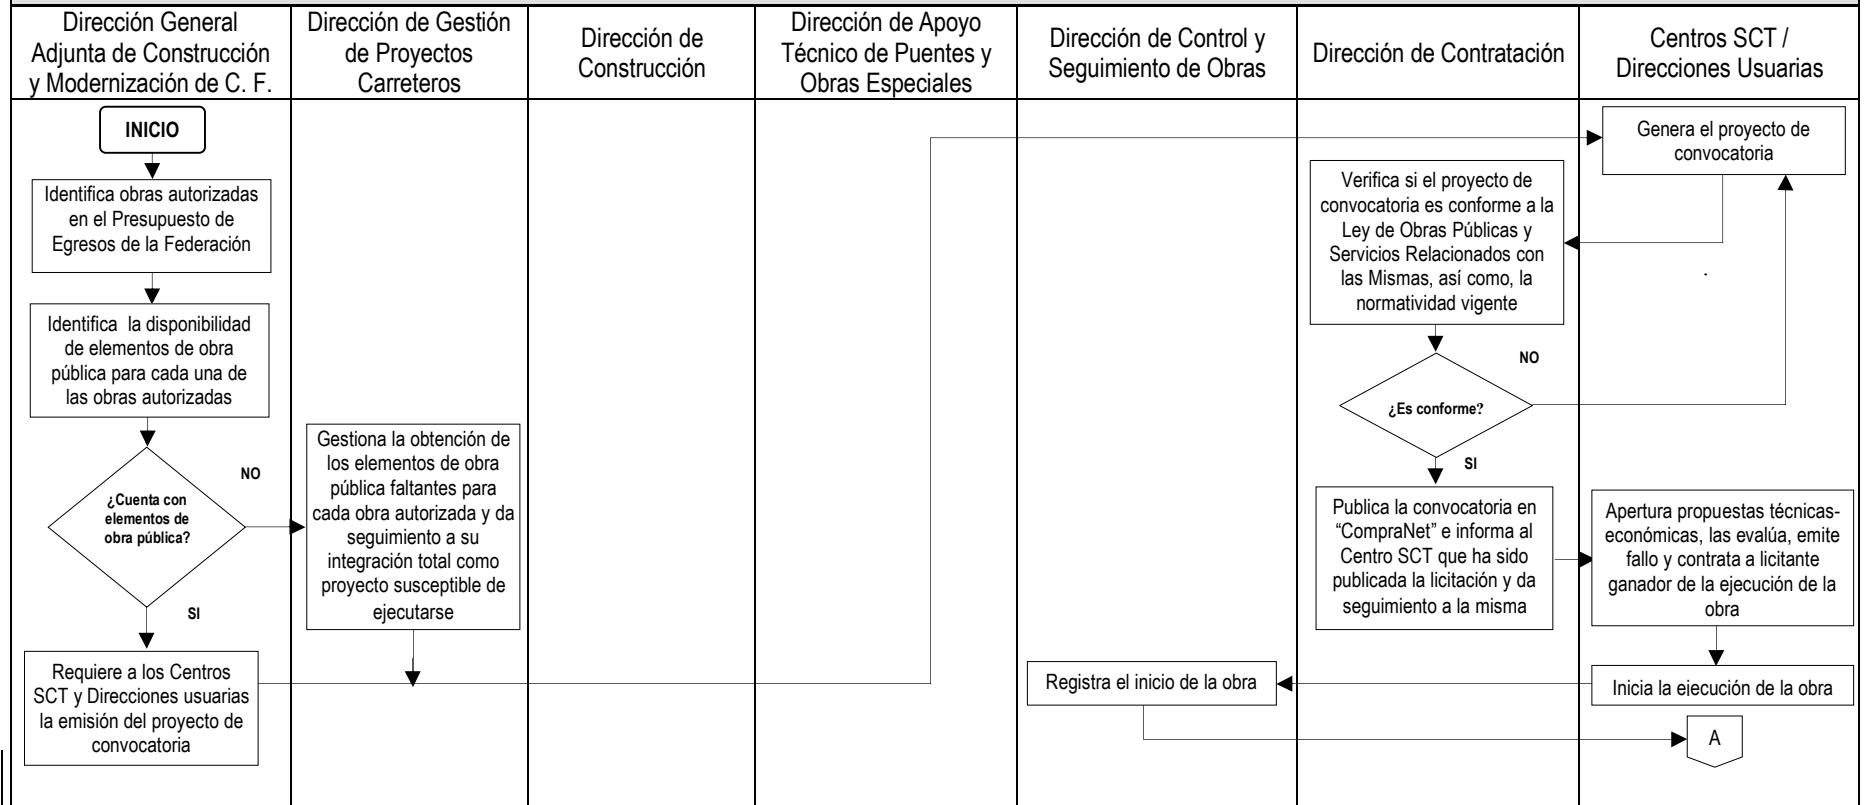 Dirección General
Adjunta de Construcción
y Modernización de C. F.
Dirección de Gestión
de Proyectos
Carreteros
Dirección de
Construcción
Dirección de Apoyo
Técnico de Puentes y
Obras Especiales
Dirección de Control y
Seguimiento de Obras
Dirección de Contratación
Centros SCT /
Direcciones Usuarias
INICIO
Identifica obras autorizadas
en el Presupuesto de
Egresos de la Federación
Identifica la disponibilidad
de elementos de obra
pública para cada una de
las obras autorizadas
¿Cuenta con
elementos de
obra pública?
NO
SI
Requiere a los Centros
SCT y Direcciones usuarias
la emisión del proyecto de
convocatoria
Gestiona la obtención de
los elementos de obra
pública faltantes para
cada obra autorizada y da
seguimiento a su
integración total como
proyecto susceptible de
ejecutarse
Genera el proyecto de
convocatoria
Verifica si el proyecto de
convocatoria es conforme a la
Ley de Obras Públicas y
Servicios Relacionados con
las Mismas, así como, la
normatividad vigente
¿Es conforme?
NO
SI
Publica la convocatoria en
“CompraNet” e informa al
Centro SCT que ha sido
publicada la licitación y da
seguimiento a la misma
Apertura propuestas técnicas-
económicas, las evalúa, emite
fallo y contrata a licitante
ganador de la ejecución de la
obra
Inicia la ejecución de la obra
Registra el inicio de la obra
A